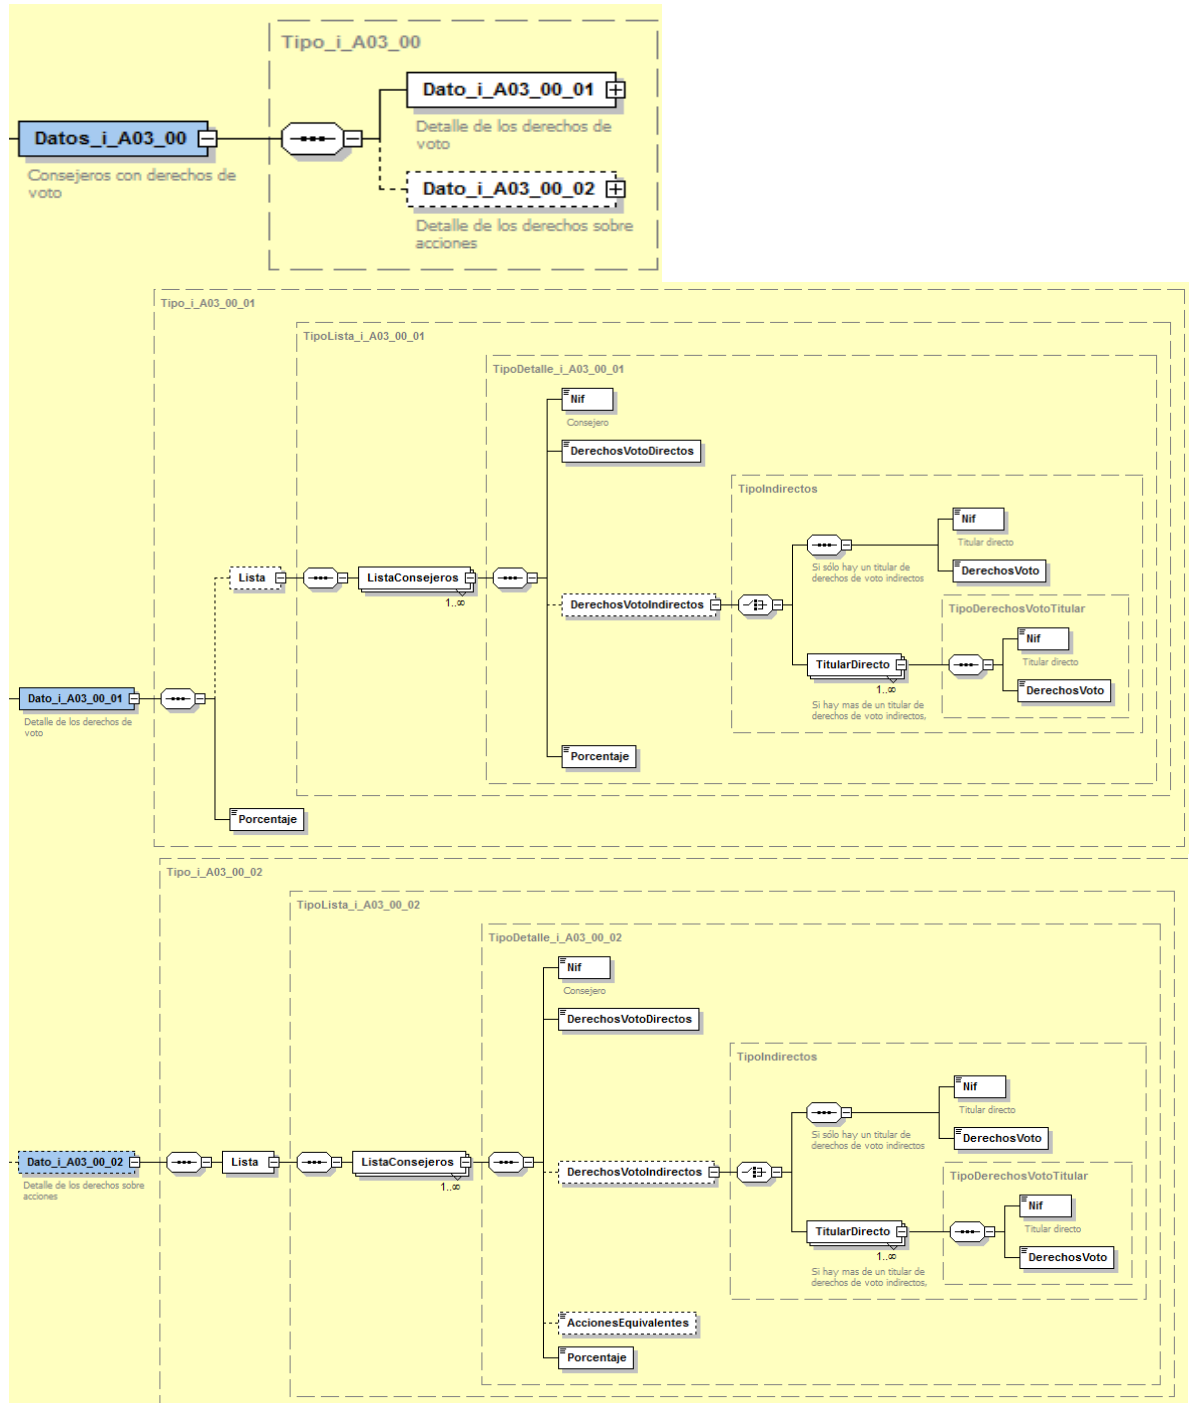 Tipo_i_A03_00
Dato_i_A03_00_01
Detalle de los derechos de
voto
Datos_i_A03_00
Consejeros con derechos de
voto
Dato_i_A03_00_02
Detalle de los derechos sobre
acciones
Tipo_i_A03_00_01
TipoLista_i_A03_00_01
TipoDetalle_i_A03_00_01
Nif
Consejero
DerechosVotoDirectos
TipoIndirectos
Nif
Titular directo
Si sólo hay un titular de
derechos de voto indirectos
DerechosVoto
Lista
ListaConsejeros
1..∞
DerechosVotoIndirectos
TipoDerechosVotoTitular
Nif
Titular directo
TitularDirecto
1..∞
DerechosVoto
Si hay mas de un titular de
derechos de voto indirectos,
Dato_i_A03_00_01
Detalle de los derechos de
voto
Porcentaje
Porcentaje
Tipo_i_A03_00_02
TipoLista_i_A03_00_02
TipoDetalle_i_A03_00_02
Nif
Consejero
DerechosVotoDirectos
TipoIndirectos
Nif
Titular directo
Si sólo hay un titular de
derechos de voto indirectos
DerechosVoto
Dato_i_A03_00_02
Detalle de los derechos sobre
acciones
Lista
ListaConsejeros
1..∞
DerechosVotoIndirectos
TipoDerechosVotoTitular
Nif
Titular directo
TitularDirecto
1..∞
DerechosVoto
Si hay mas de un titular de
derechos de voto indirectos,
AccionesEquivalentes
Porcentaje